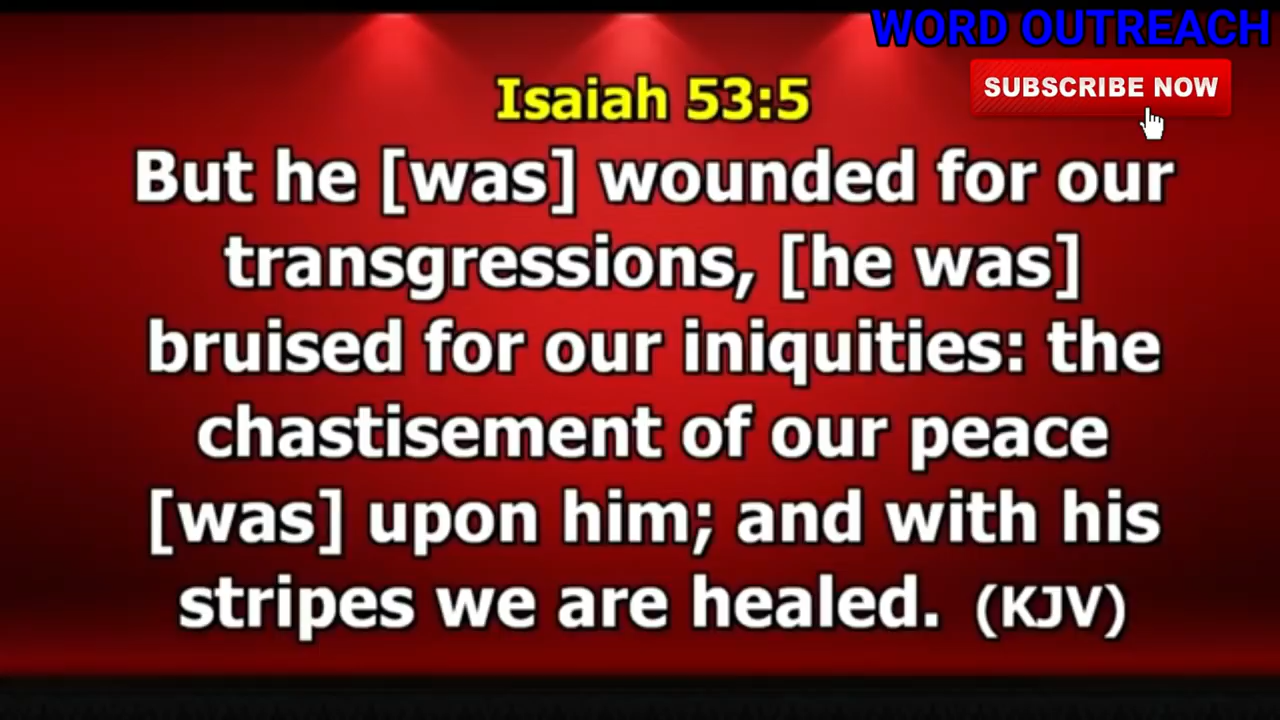 WORD OUTREACH
SUBSCRIBE NOW
Isaiah 53:5
But he [was] wounded for our
transgressions, [he was]
bruised for our iniquities: the
chastisement of our peace
[was] upon him; and with his
stripes we are healed. (KJV)